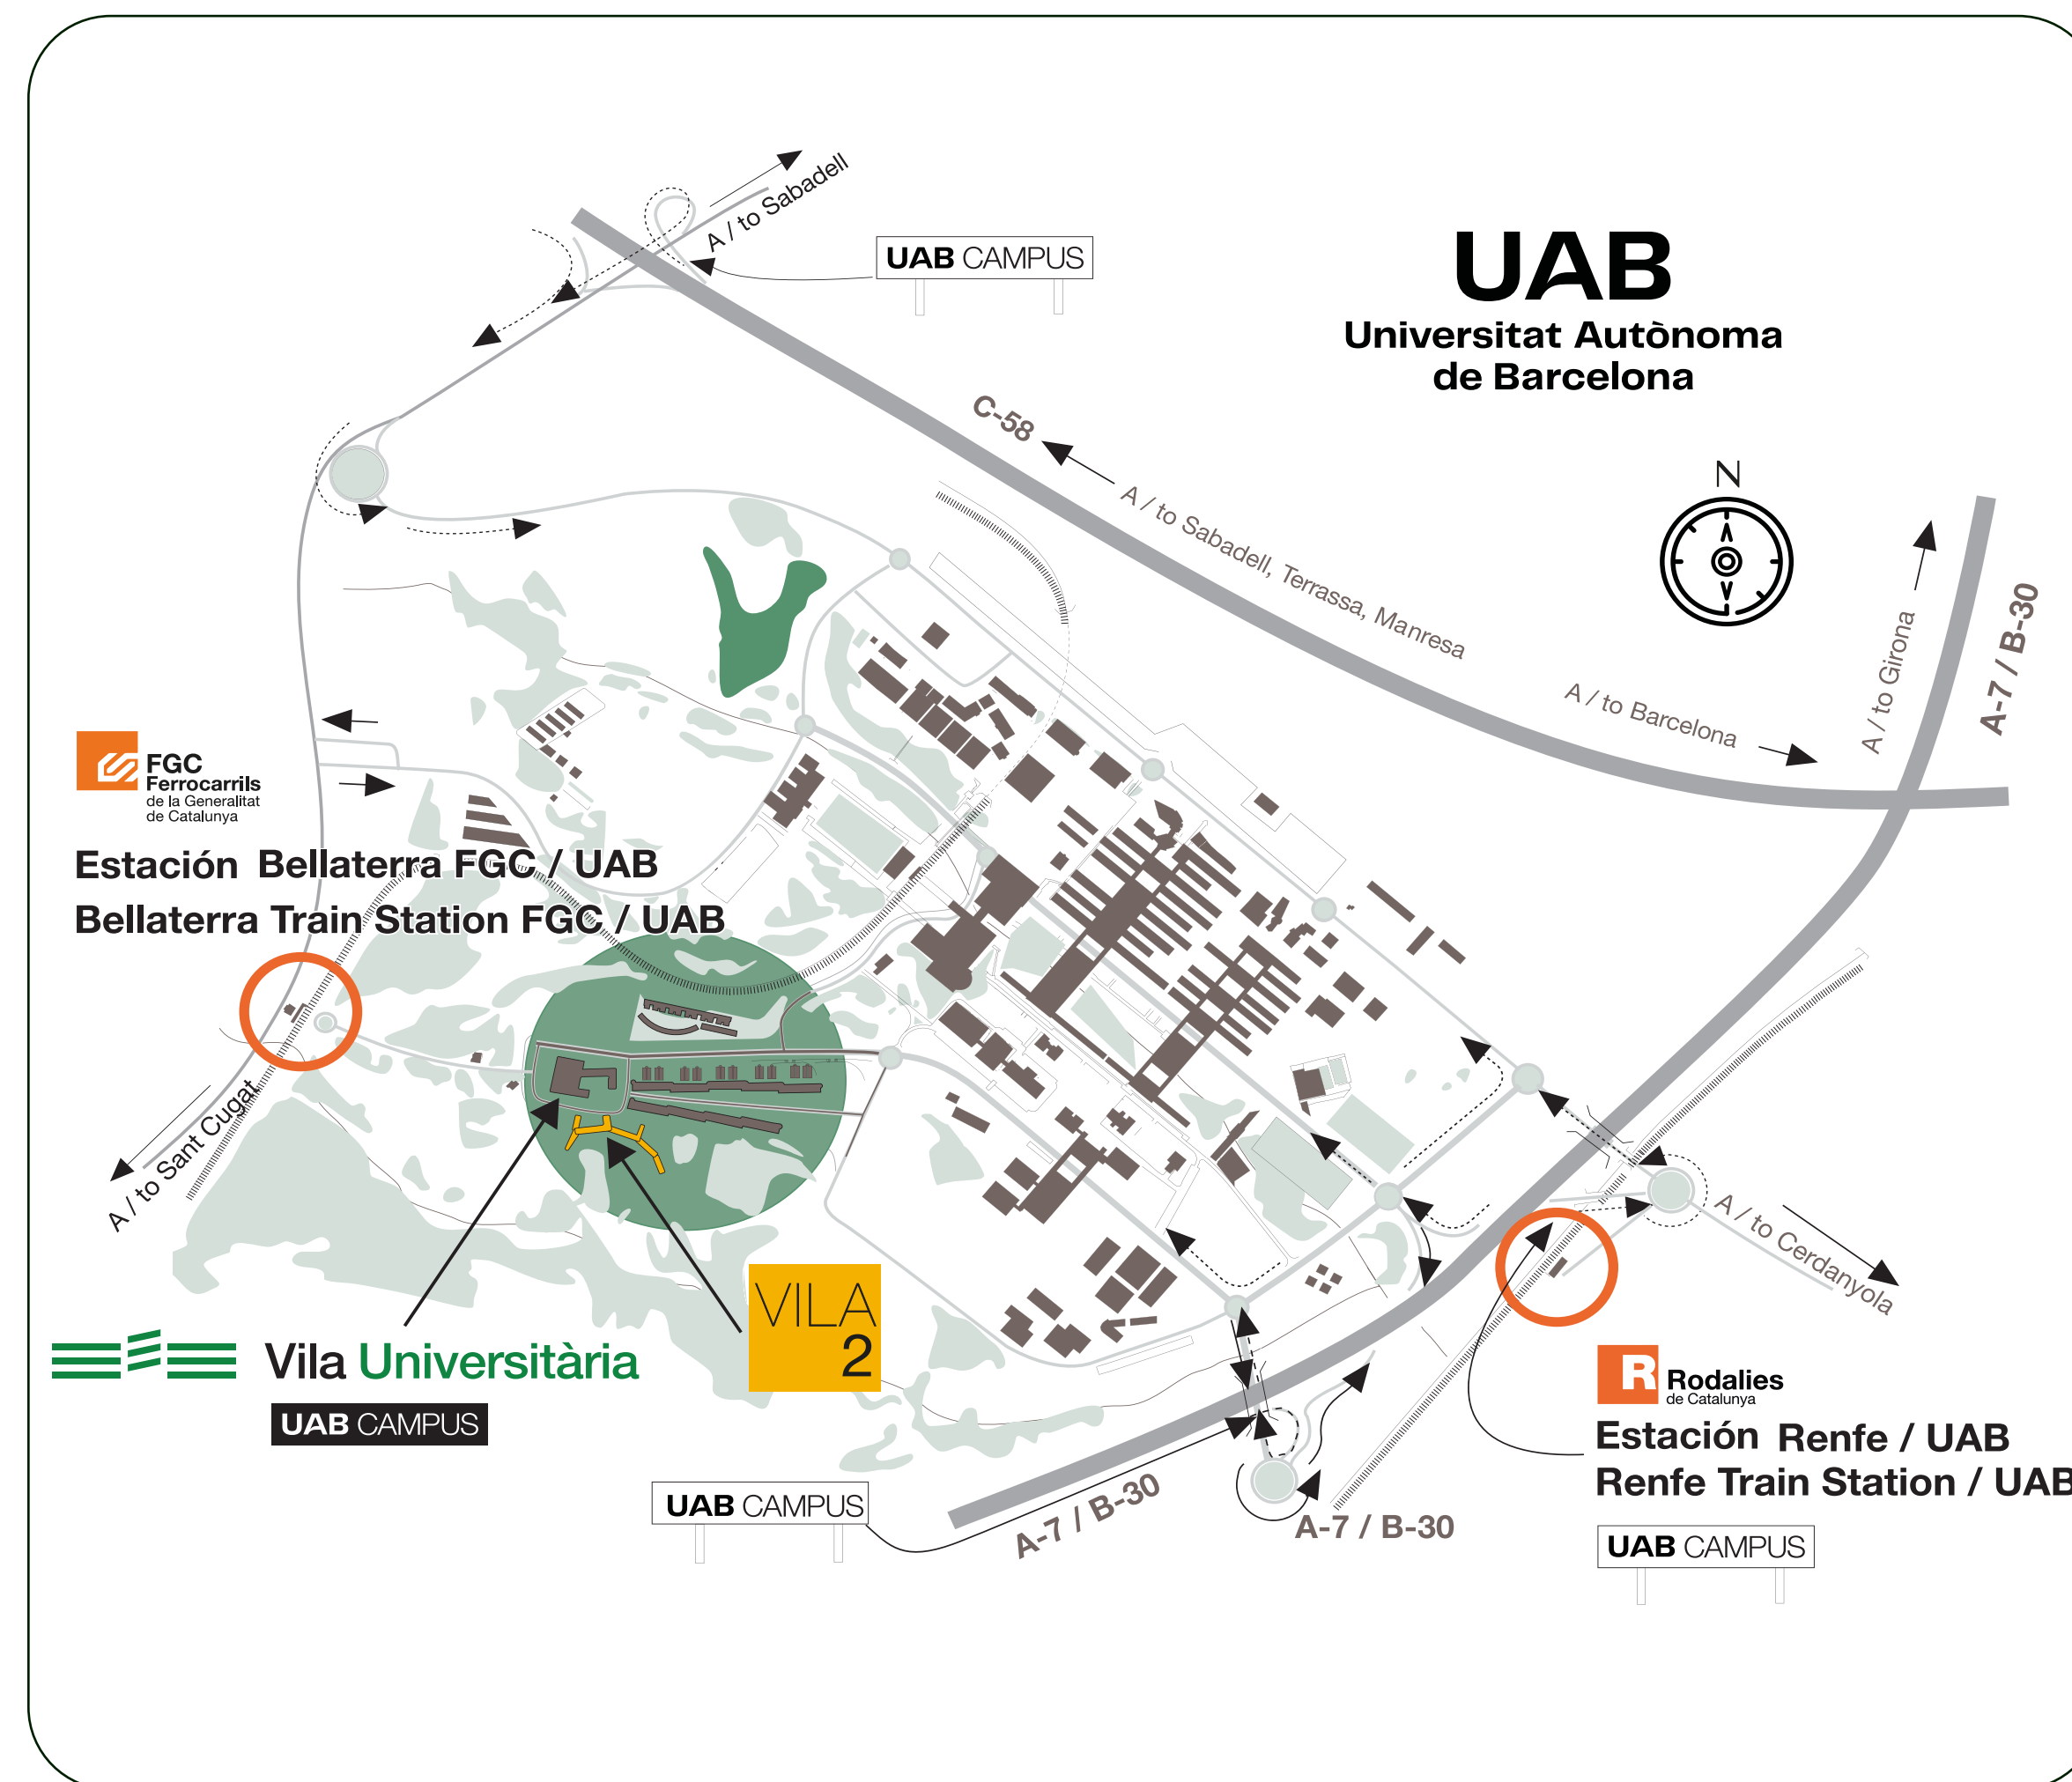 A / to Sabadell
UAB CAMPUS
UAB
Universitat Autònoma
de Barcelona
C-58
A / to Sabadell, Terrassa, Manresa
N
A / to Barcelona
A / to Girona
A-7 / B-30
FGC
Ferrocarrils
de la Generalitat
de Catalunya
Estación Bellaterra FGC / UAB
Bellaterra Train Station FGC / UAB
A / to Sant Cugat
A / to Cerdanyola
VILA
2
Vila Universitària
UAB CAMPUS
R Rodalies
de Catalunya
Estación Renfe / UAB
Renfe Train Station / UAB
UAB CAMPUS
A-7 / B-30
A-7 / B-30
UAB CAMPUS